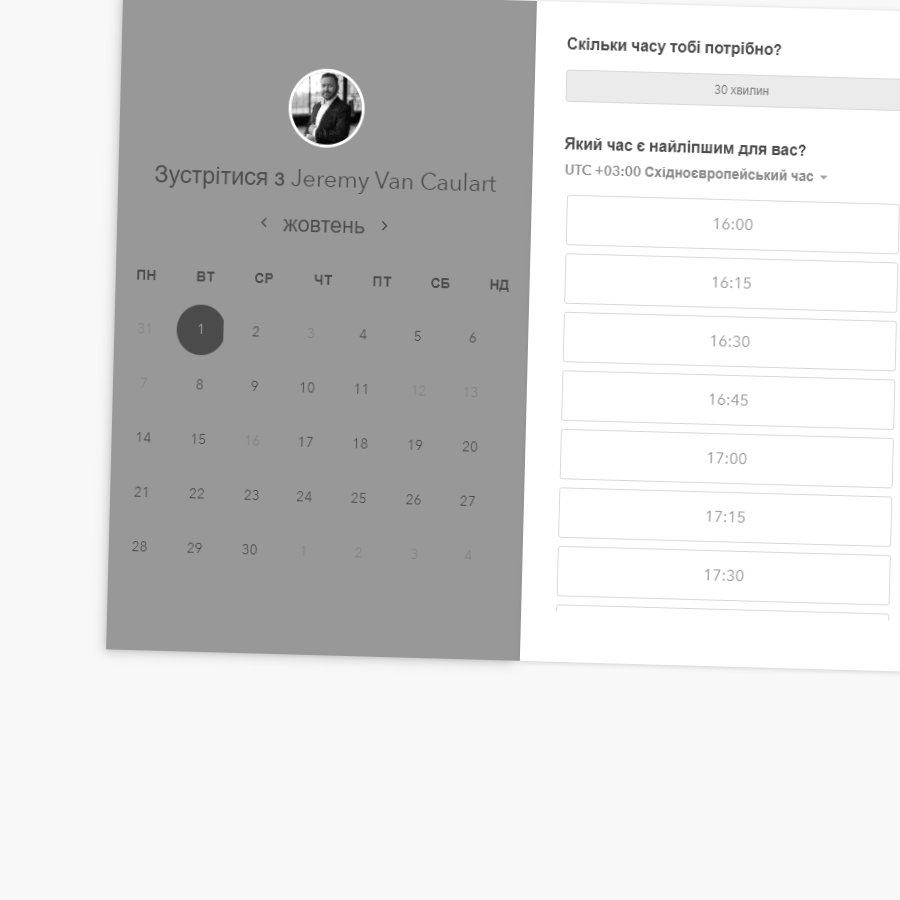 Зустрітися з Jeremy Van Caulart
жовтень
ПН ВТ СР ЧТ ПТ СБ НД
31 1 2 3 4 5 6
7 8 9 10 11 12 13
14 15 16 17 18 19 20
21 22 23 24 25 26 27
28 29 30 1 2 3 4
Скільки часу тобі потрібно?
30 хвилин
Який час є найліпшим для вас?
UTC +03:00 Східноєвропейський час
16:00
16:15
16:30
16:45
17:00
17:15
17:30